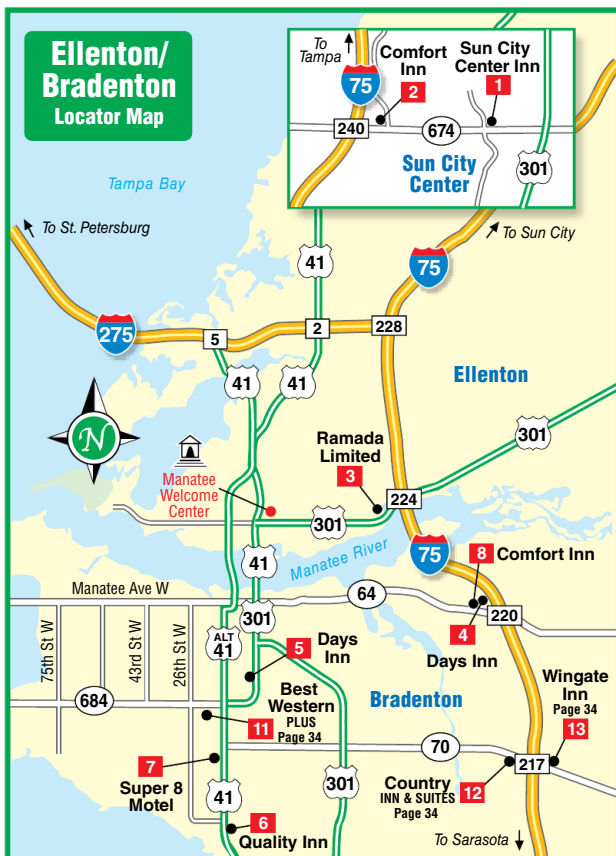 Ellenton/
Bradenton
Locator Map
To
Tampa
75
Comfort
Inn
2
Sun City
Center Inn
1
240
674
Sun City
Center
301
Tampa Bay
To St. Petersburg
To Sun City
41
75
275
5
2
228
41
41
Ellenton
N
301
Ramada
Limited
3
Manatee
Welcome
Center
224
301
Manatee River
75
8
Comfort Inn
41
Manatee Ave W
64
301
4
220
Days Inn
75th St W
43rd St W
26th St W
ALT
41
5
Days
Inn
Wingate
Inn
Page 34
13
684
Best
Western
PLUS
Page 34
11
Bradenton
70
217
7
Super 8
Motel
301
Country
INN & SUITES
Page 34
12
41
6
Quality Inn
To Sarasota